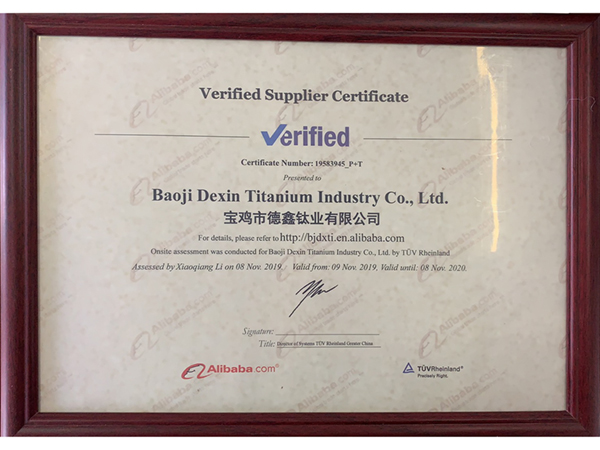 Verified Supplier Certificate
Verified
Certificate Number: 19583945_P+T
Presented to
Baoji Dexin Titanium Industry Co., Ltd.
宝鸡市德鑫钛业有限公司
For details, please refer to http://bjdxti.en.alibaba.com
Onsite assessment was conducted for Baoji Dexin Titanium Industry Co., Ltd. by TÜV Rheinland
Assessed by Xiaoqiang Li on 08 Nov. 2019. Valid from: 09 Nov. 2019, Valid until: 08 Nov. 2020.
Signature:
Title: Director of Systems TÜV Rheinland Greater China
Alibaba.com®
TÜVRheinland®
Precisely Right.